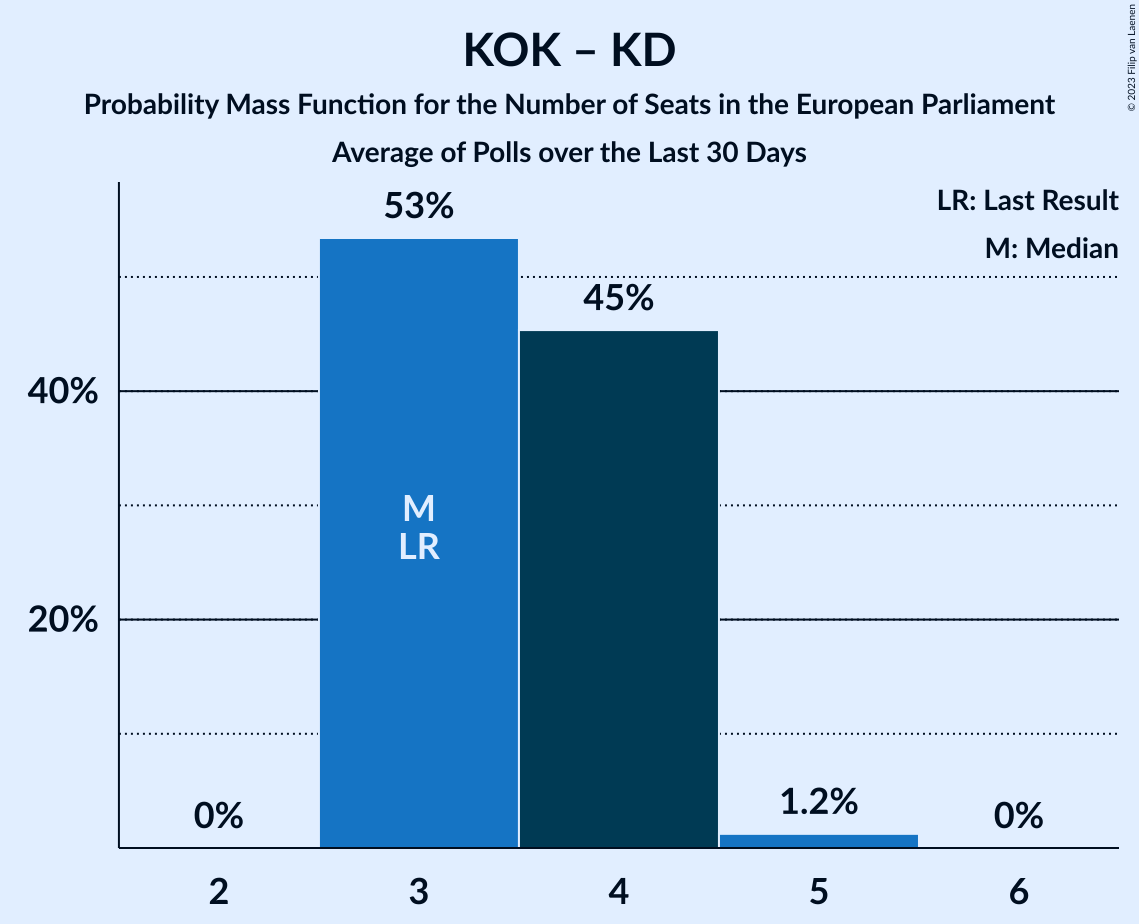 KOK – KD
Probability Mass Function for the Number of Seats in the European Parliament
Average of Polls over the Last 30 Days
© 2023 Filip van Laenen
LR: Last Result
M: Median
53%
45%
40%
M
LR
20%
0%
1.2%
0%
2 3 4 5 6